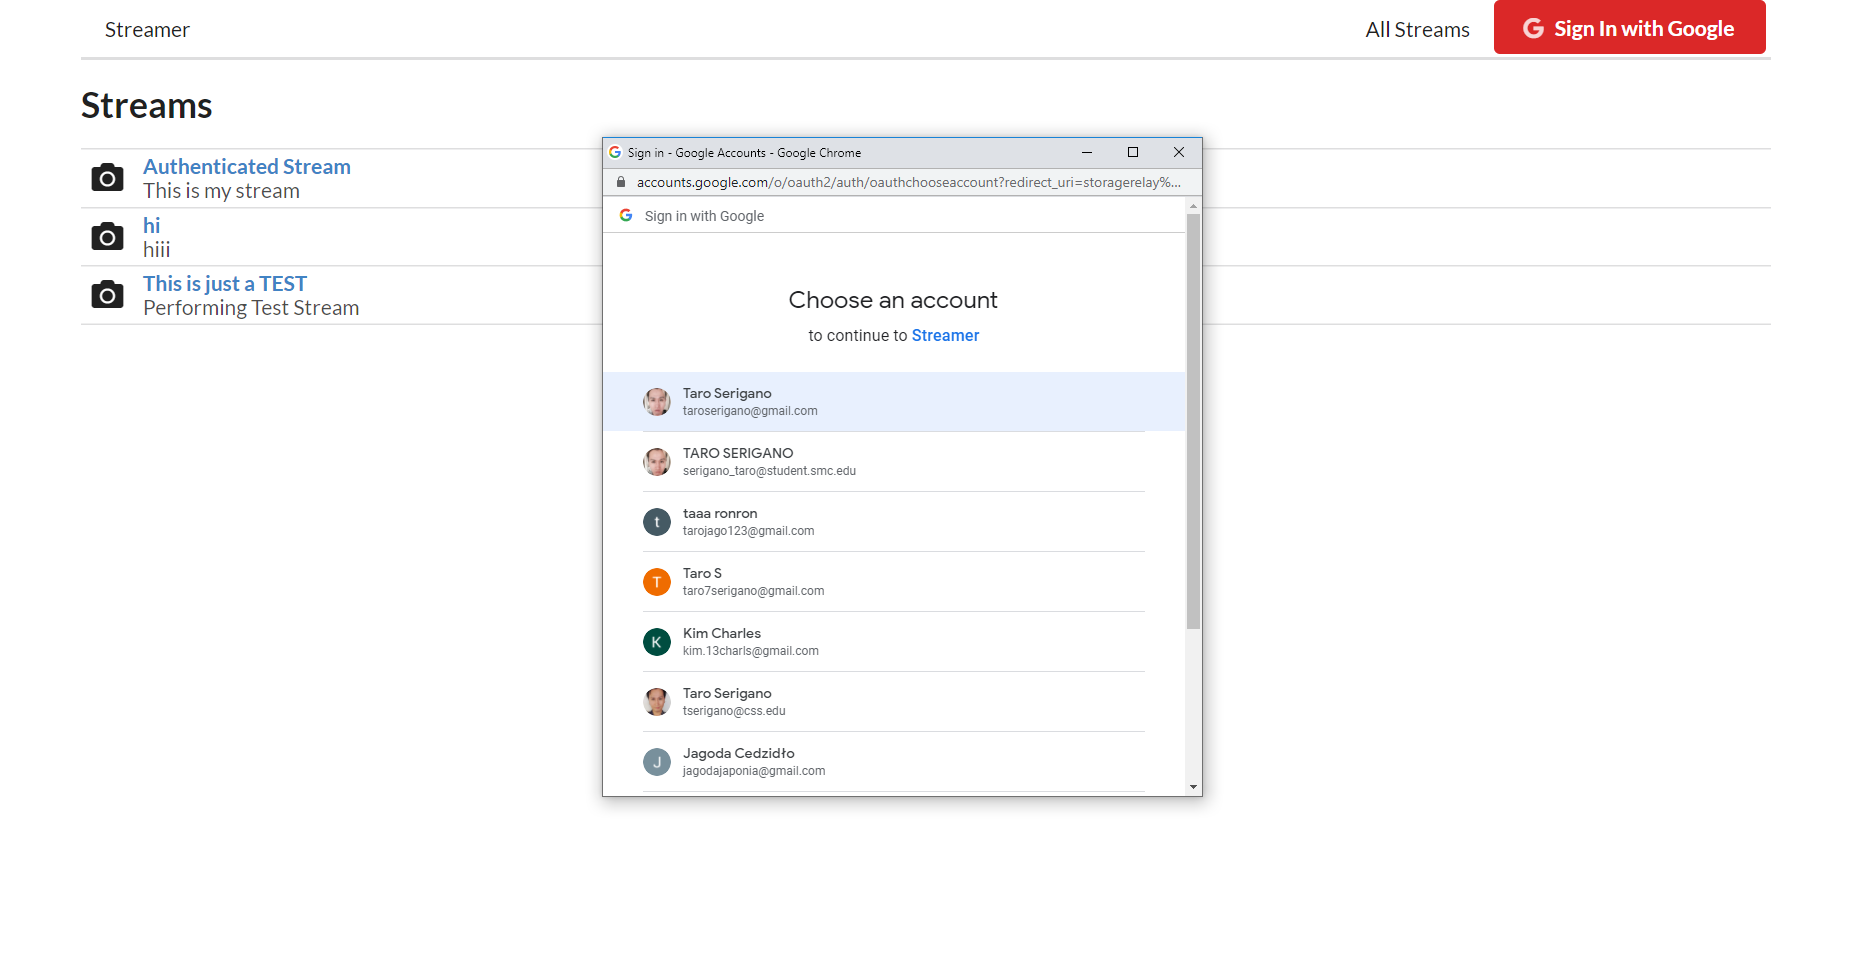 Streamer
All Streams
Sign In with Google
Streams
Authenticated Stream
This is my stream
hi
hiii
This is just a TEST
Performing Test Stream
Sign in - Google Accounts - Google Chrome
accounts.google.com/o/oauth2/auth/oauthchooseaccount?redirect_uri=storagerelay%...
Sign in with Google
Choose an account
to continue to Streamer
Taro Serigano
taroserigano@gmail.com
TARO SERIGANO
serigano_taro@student.smc.edu
t
taaa ronron
tarojago123@gmail.com
T
Taro S
taro7serigano@gmail.com
K
Kim Charles
kim.13charls@gmail.com
Taro Serigano
tserigano@css.edu
J
Jagoda Cedzidło
jagodajaponia@gmail.com